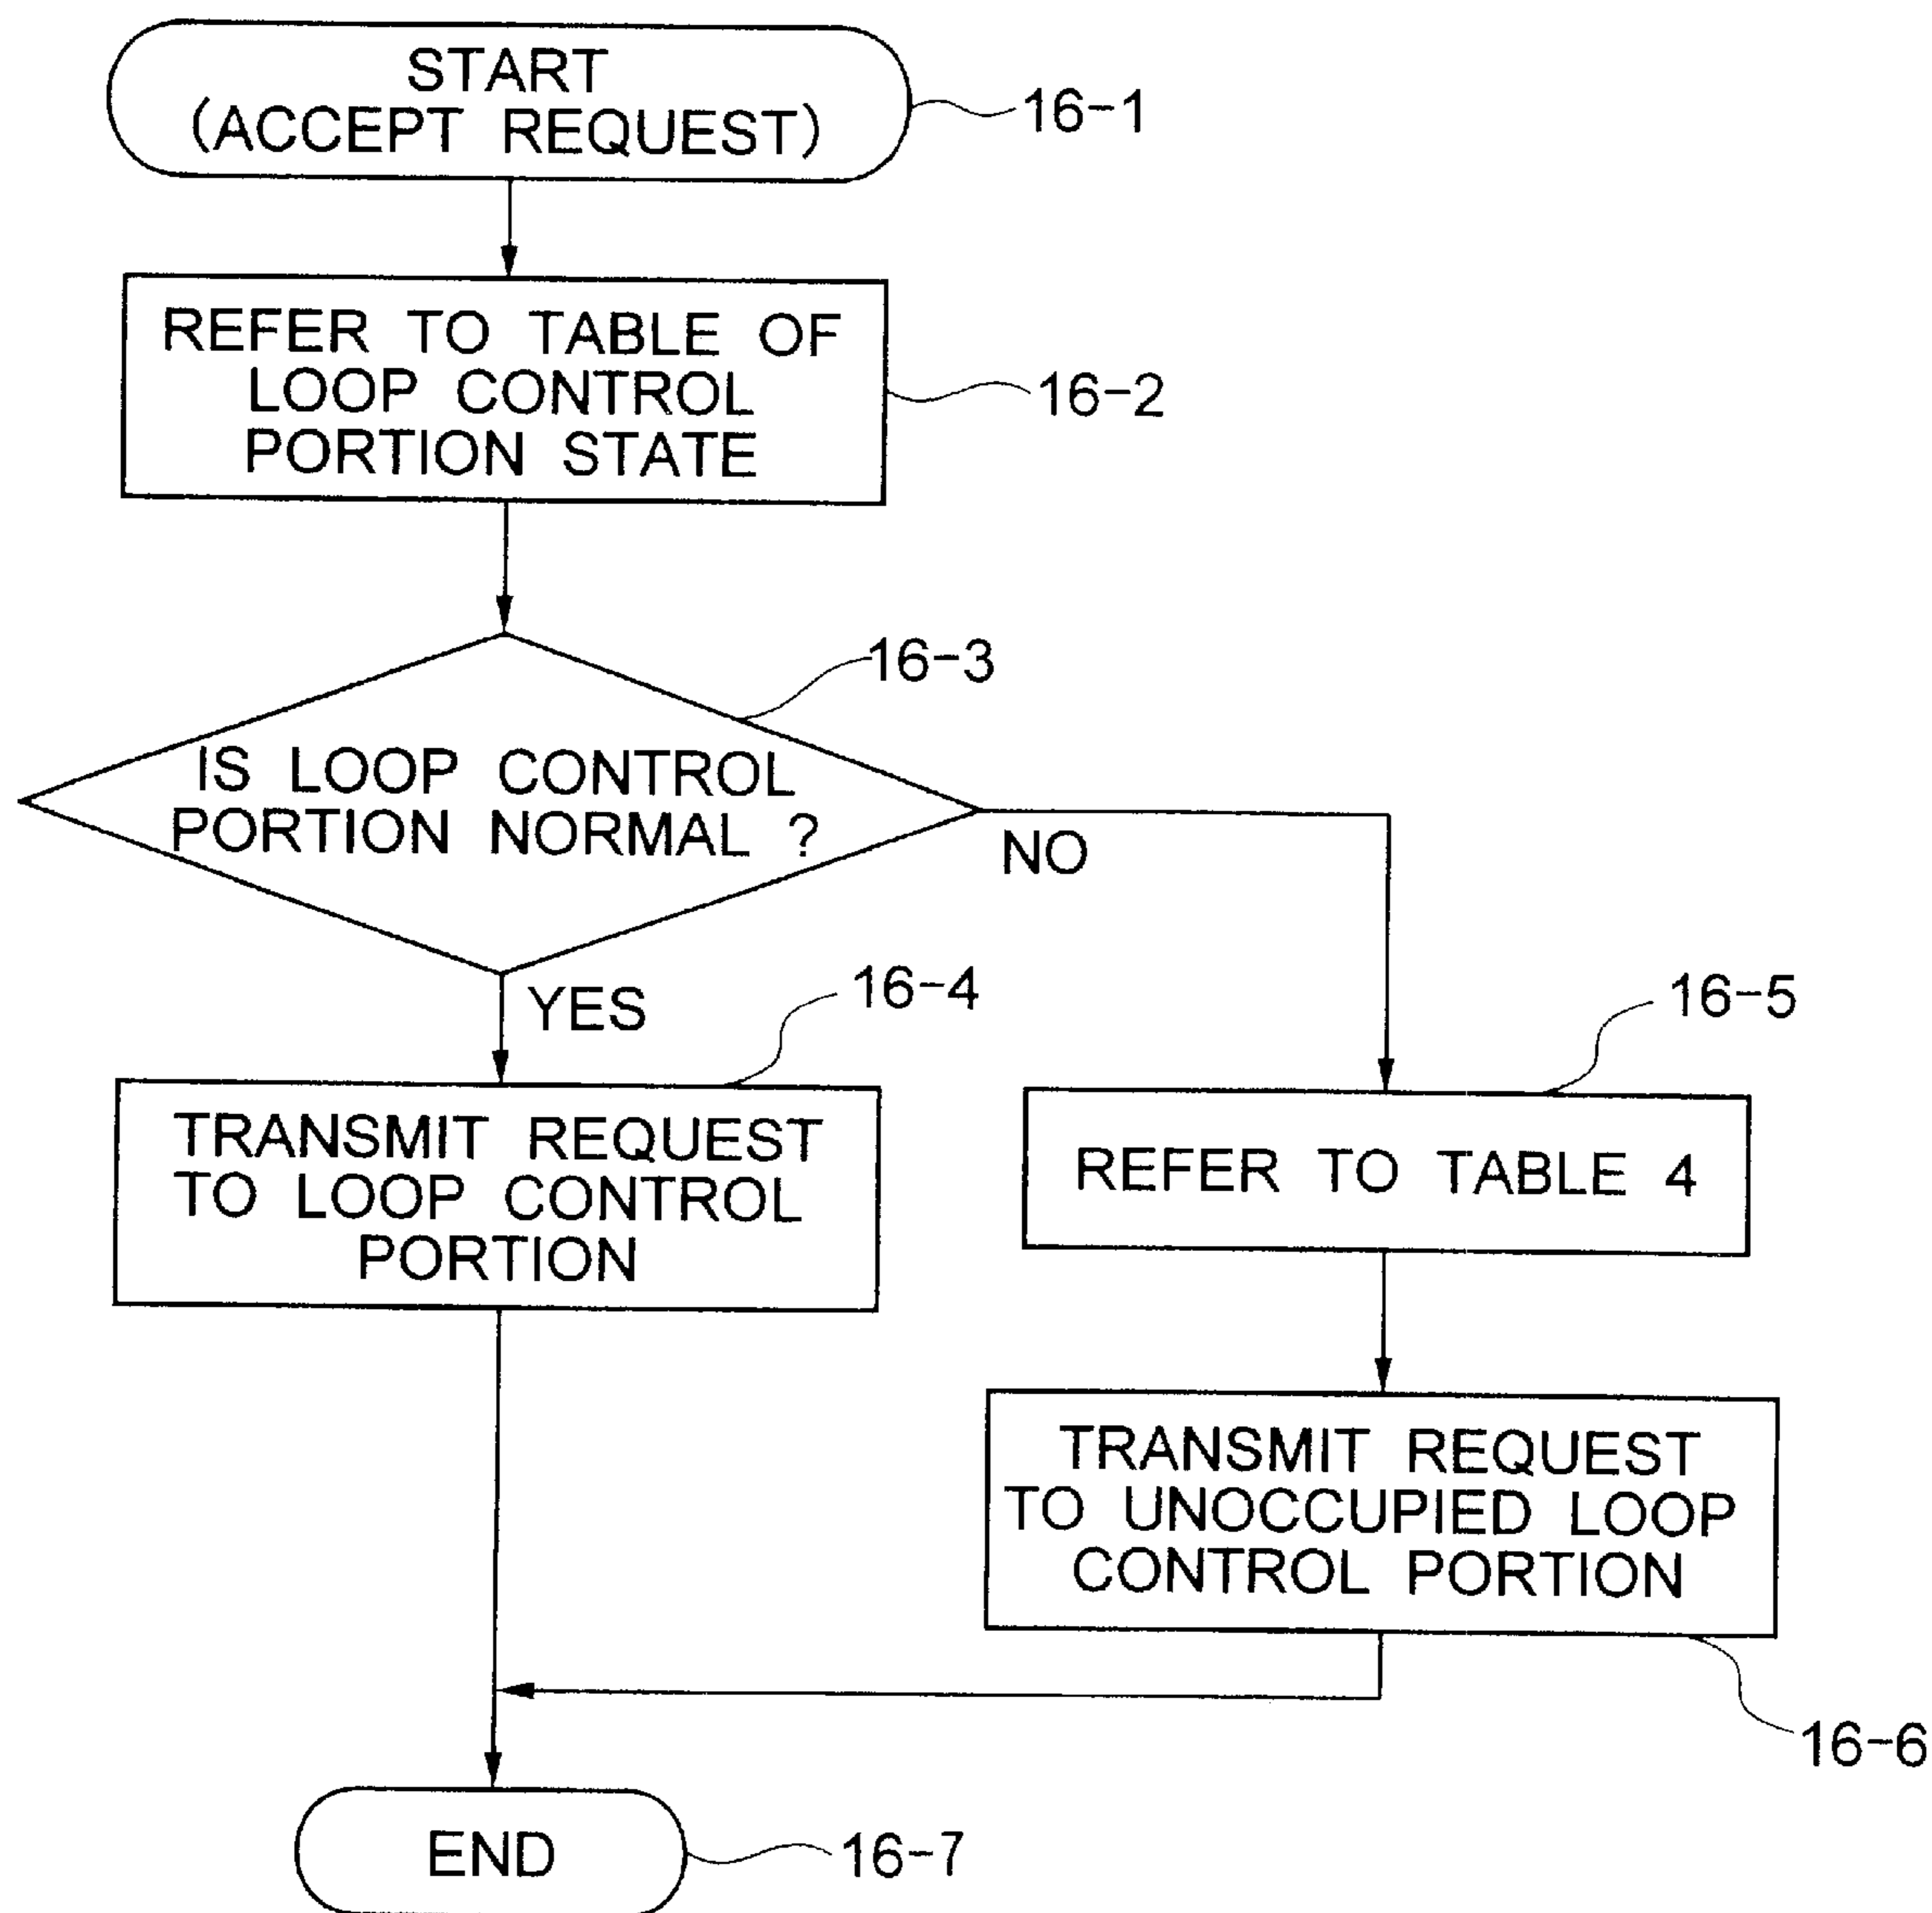 START
(ACCEPT REQUEST)
16-1
REFER TO TABLE OF
LOOP CONTROL
PORTION STATE
16-2
16-3
IS LOOP CONTROL
PORTION NORMAL ?
NO
YES
16-4
16-5
TRANSMIT REQUEST
TO LOOP CONTROL
PORTION
REFER TO TABLE 4
TRANSMIT REQUEST
TO UNOCCUPIED LOOP
CONTROL PORTION
16-6
END
16-7